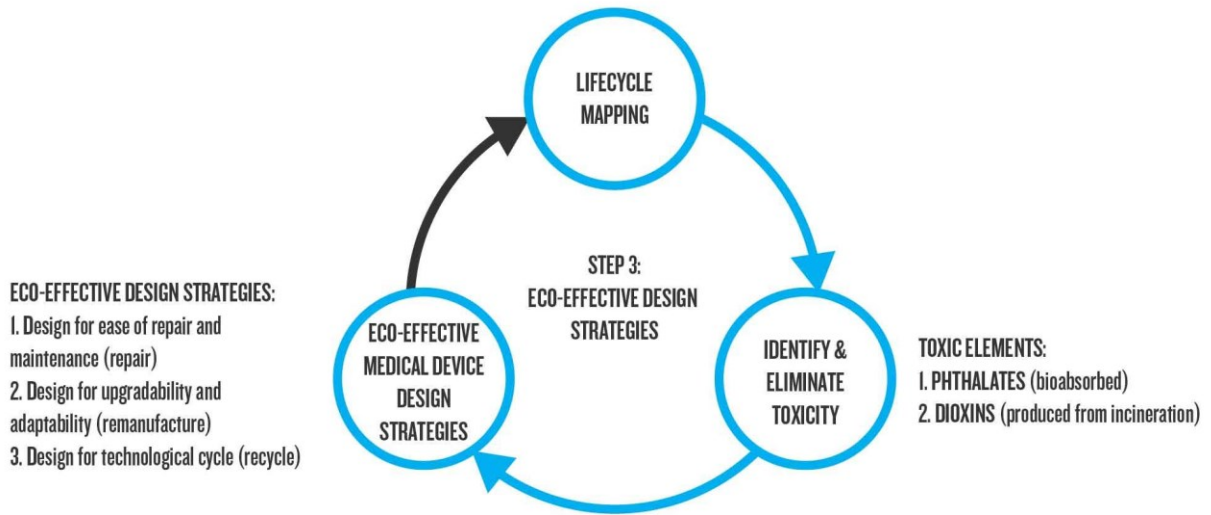 LIFECYCLE
MAPPING
STEP 3:
ECO-EFFECTIVE DESIGN
STRATEGIES
IDENTIFY &
ELIMINATE
TOXICITY
TOXIC ELEMENTS:
1. PHTHALATES (bioabsorbed)
2. DIOXINS (produced from incineration)
ECO-EFFECTIVE
MEDICAL DEVICE
DESIGN
STRATEGIES
ECO-EFFECTIVE DESIGN STRATEGIES:
1. Design for ease of repair and
maintenance (repair)
2. Design for upgradability and
adaptability (remanufacture)
3. Design for technological cycle (recycle)